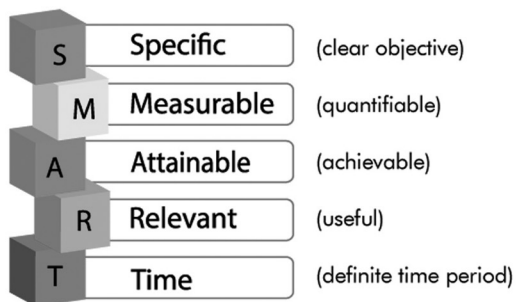 S Specific (clear objective)
M Measurable (quantifiable)
A Attainable (achievable)
R Relevant (useful)
T Time (definite time period)